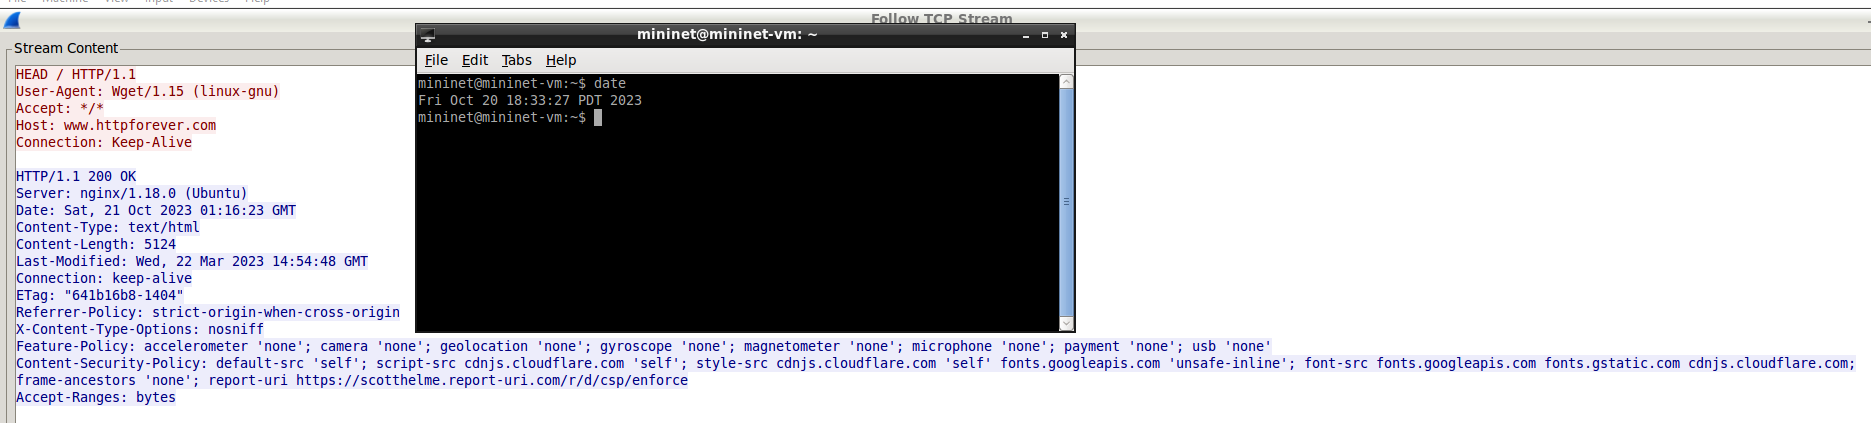 File Machine View Input Devices Help
Follow TCP Stream
Stream Content
HEAD / HTTP/1.1
User-Agent: Wget/1.15 (linux-gnu)
Accept: */*
Host: www.httpforever.com
Connection: Keep-Alive
HTTP/1.1 200 OK
Server: nginx/1.18.0 (Ubuntu)
Date: Sat, 21 Oct 2023 01:16:23 GMT
Content-Type: text/html
Content-Length: 5124
Last-Modified: Wed, 22 Mar 2023 14:54:48 GMT
Connection: keep-alive
ETag: "641b16b8-1404"
Referrer-Policy: strict-origin-when-cross-origin
X-Content-Type-Options: nosniff
Feature-Policy: accelerometer 'none'; camera 'none'; geolocation 'none'; gyroscope 'none'; magnetometer 'none'; microphone 'none'; payment 'none'; usb 'none'
Content-Security-Policy: default-src 'self'; script-src cdnjs.cloudflare.com 'self'; style-src cdnjs.cloudflare.com 'self' fonts.googleapis.com 'unsafe-inline'; font-src fonts.googleapis.com fonts.gstatic.com cdnjs.cloudflare.com;
frame-ancestors 'none'; report-uri https://scotthelme.report-uri.com/r/d/csp/enforce
Accept-Ranges: bytes
mininet@mininet-vm: ~
File Edit Tabs Help
mininet@mininet-vm:~$ date
Fri Oct 20 18:33:27 PDT 2023
mininet@mininet-vm:~$